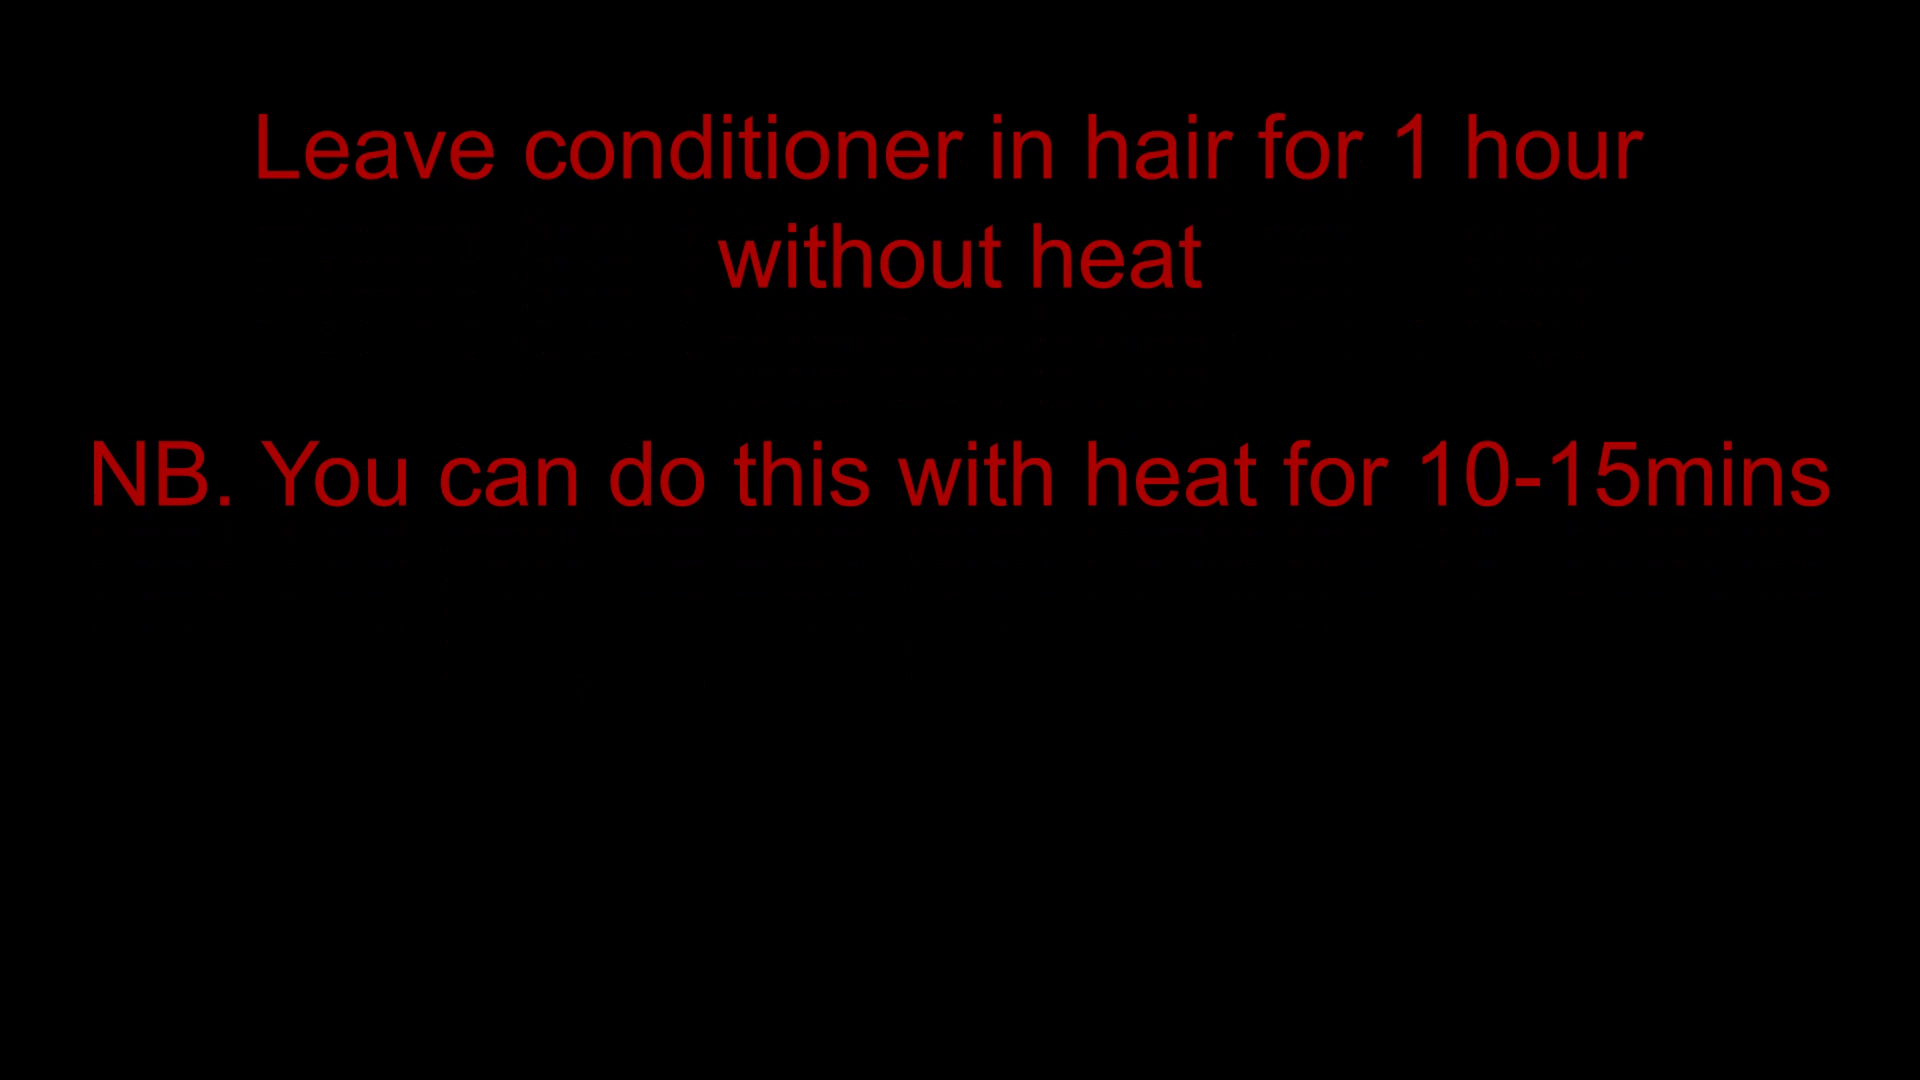 Leave conditioner in hair for 1 hour
without heat
NB. You can do this with heat for 10-15mins